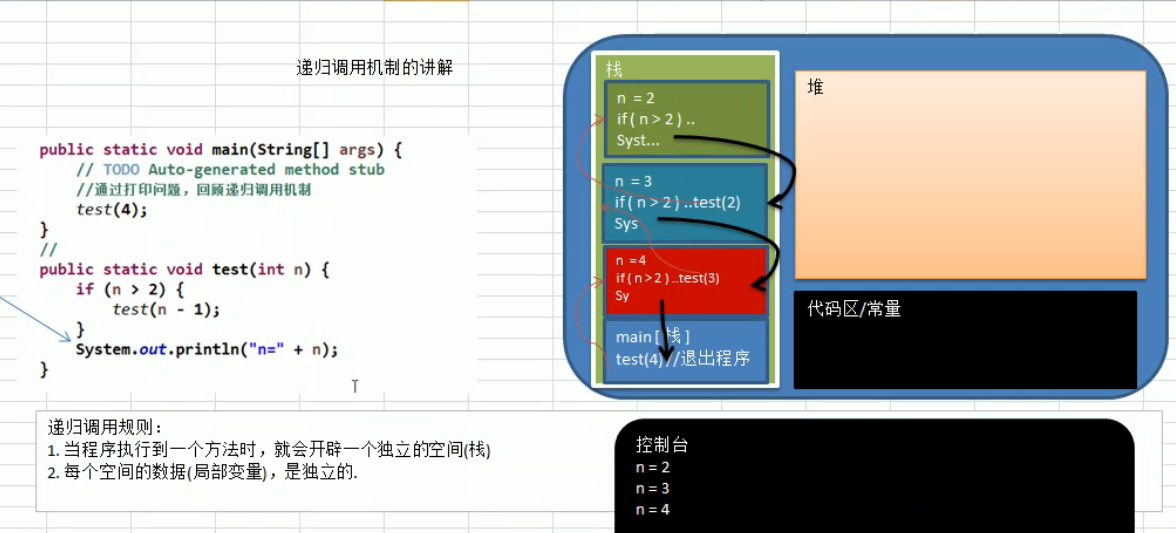 递归调用机制的讲解
public static void main(String[] args) {
// TODO Auto-generated method stub
//通过打印问题，回顾递归调用机制
test(4);
}
//
public static void test(int n) {
if (n > 2) {
test(n - 1);
}
System.out.println("n=" + n);
}
递归调用规则：
1. 当程序执行到一个方法时，就会开辟一个独立的空间(栈)
2. 每个空间的数据(局部变量)，是独立的.
栈
n = 2
if ( n > 2 ) ..
Syst...
n = 3
if ( n > 2 ) ..test(2)
Sys
n = 4
if ( n > 2 ) ..test(3)
Sy
main [ 栈 ]
test(4) //退出程序
堆
代码区/常量
控制台
n = 2
n = 3
n = 4